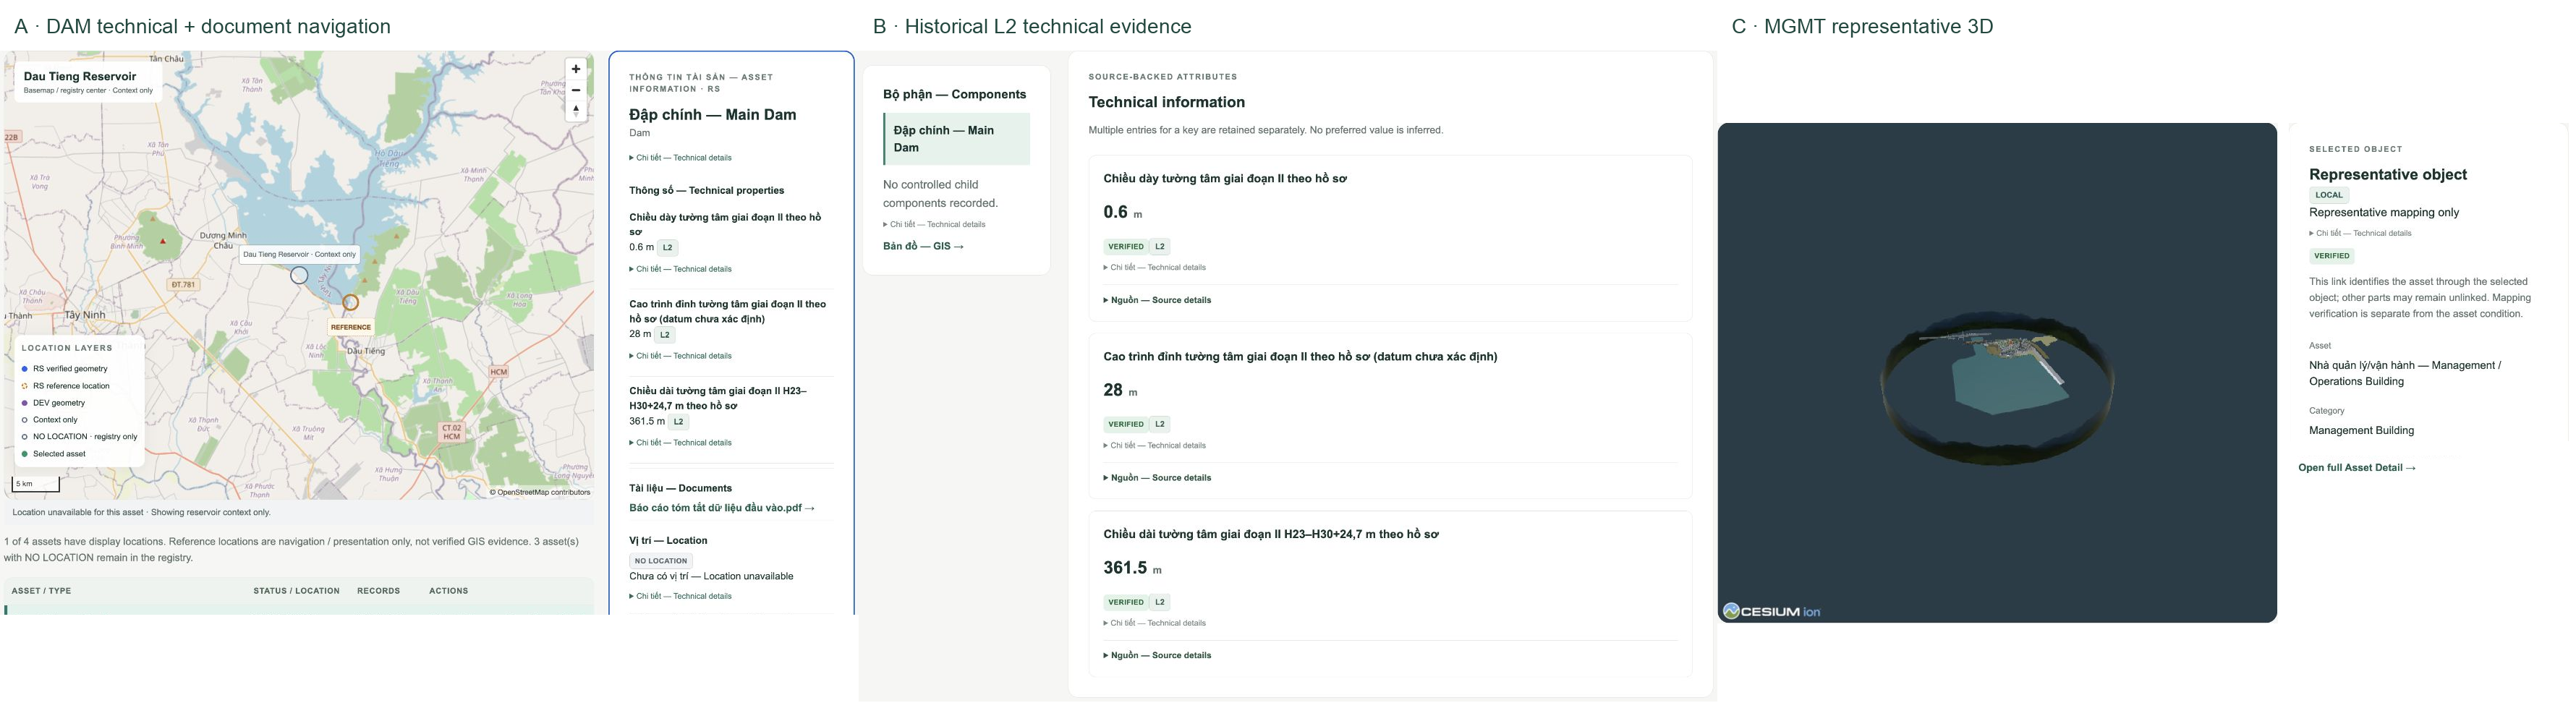 A · DAM technical + document navigation
Dau Tieng Reservoir
Basemap / registry center · Context only
Tân Châu
22B
Hồ Dầu
Tiếng
Phường
Bình Minh
Dương Minh
Châu
Dau Tieng Reservoir · Context only
ĐT.781
Tây Ninh
REFERENCE
Dầu Tiếng
HCM
CT.02
HCM
LOCATION LAYERS
RS verified geometry
RS reference location
DEV geometry
Context only
NO LOCATION · registry only
Selected asset
5 km
© OpenStreetMap contributors
Location unavailable for this asset · Showing reservoir context only.
1 of 4 assets have display locations. Reference locations are navigation / presentation only, not verified GIS evidence. 3 asset(s)
with NO LOCATION remain in the registry.
ASSET / TYPE
STATUS / LOCATION
RECORDS
ACTIONS
THÔNG TIN TÀI SẢN — ASSET
INFORMATION · RS
Đập chính — Main Dam
Dam
▸ Chi tiết — Technical details
Thông số — Technical properties
Chiều dày tường tâm giai đoạn II theo hồ
sơ
0.6 m L2
▸ Chi tiết — Technical details
Cao trình đỉnh tường tâm giai đoạn II theo
hồ sơ (datum chưa xác định)
28 m L2
▸ Chi tiết — Technical details
Chiều dài tường tâm giai đoạn II H23–
H30+24,7 m theo hồ sơ
361.5 m L2
▸ Chi tiết — Technical details
Tài liệu — Documents
Báo cáo tóm tắt dữ liệu đầu vào.pdf →
Vị trí — Location
NO LOCATION
Chưa có vị trí — Location unavailable
▸ Chi tiết — Technical details
B · Historical L2 technical evidence
Bộ phận — Components
Đập chính — Main
Dam
No controlled child
components recorded.
▸ Chi tiết — Technical details
Bản đồ — GIS →
SOURCE-BACKED ATTRIBUTES
Technical information
Multiple entries for a key are retained separately. No preferred value is inferred.
Chiều dày tường tâm giai đoạn II theo hồ sơ
0.6 m
VERIFIED L2
▸ Chi tiết — Technical details
▸ Nguồn — Source details
Cao trình đỉnh tường tâm giai đoạn II theo hồ sơ (datum chưa xác định)
28 m
VERIFIED L2
▸ Chi tiết — Technical details
▸ Nguồn — Source details
Chiều dài tường tâm giai đoạn II H23–H30+24,7 m theo hồ sơ
361.5 m
VERIFIED L2
▸ Chi tiết — Technical details
▸ Nguồn — Source details
C · MGMT representative 3D
CESIUM ion
SELECTED OBJECT
Representative object
LOCAL
Representative mapping only
▸ Chi tiết — Technical details
VERIFIED
This link identifies the asset through the selected
object; other parts may remain unlinked. Mapping
verification is separate from the asset condition.
Asset
Nhà quản lý/vận hành — Management /
Operations Building
Category
Management Building
Open full Asset Detail →